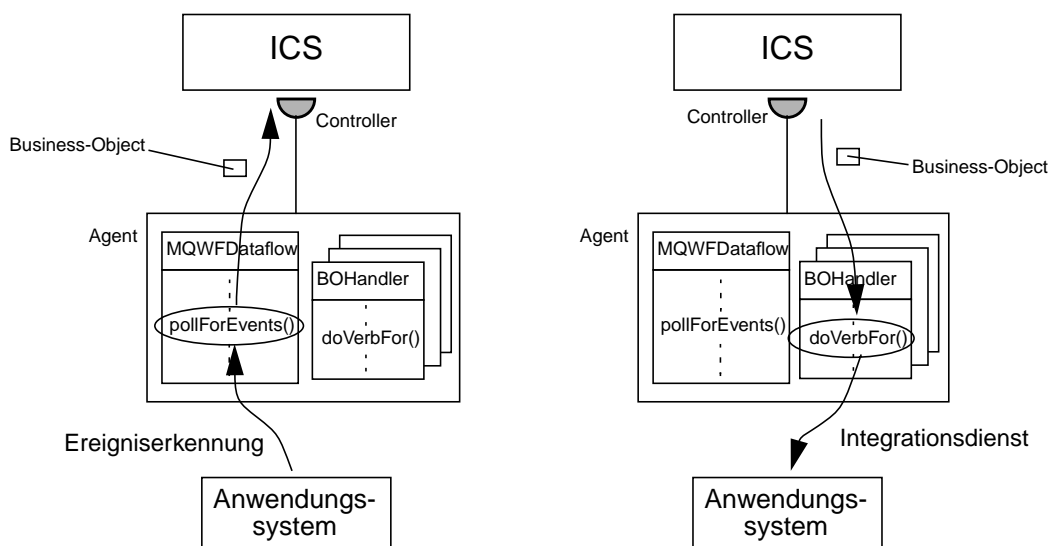 ICS
Controller
Business-Object
Agent
MQWFDataflow
BOHandler
pollForEvents()
doVerbFor()
Ereigniserkennung
Anwendungs-
system
ICS
Controller
Business-Object
Agent
MQWFDataflow
BOHandler
pollForEvents()
doVerbFor()
Integrationsdienst
Anwendungs-
system